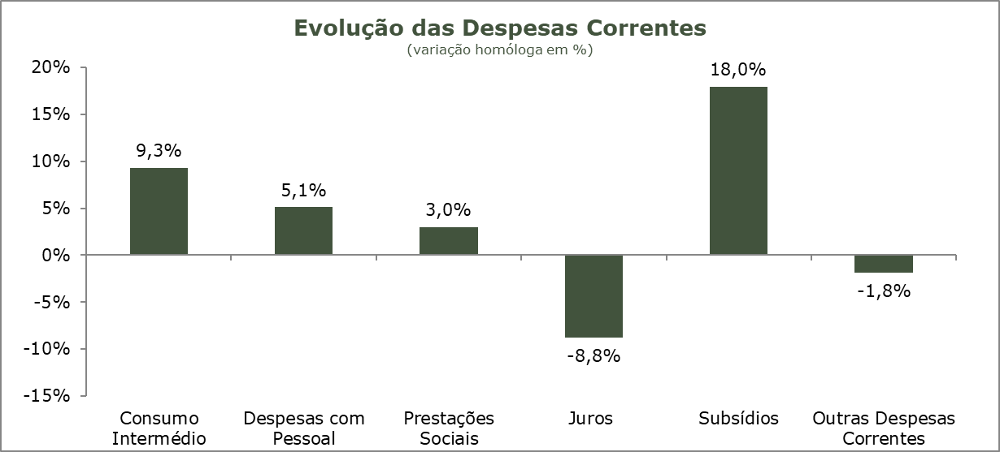 Evolução das Despesas Correntes
(variação homóloga em %)
20%
15%
10%
5%
0%
-5%
-10%
-15%
9,3%
5,1%
3,0%
-8,8%
18,0%
-1,8%
Consumo
Intermédio
Despesas com
Pessoal
Prestações
Sociais
Juros
Subsídios
Outras Despesas
Correntes